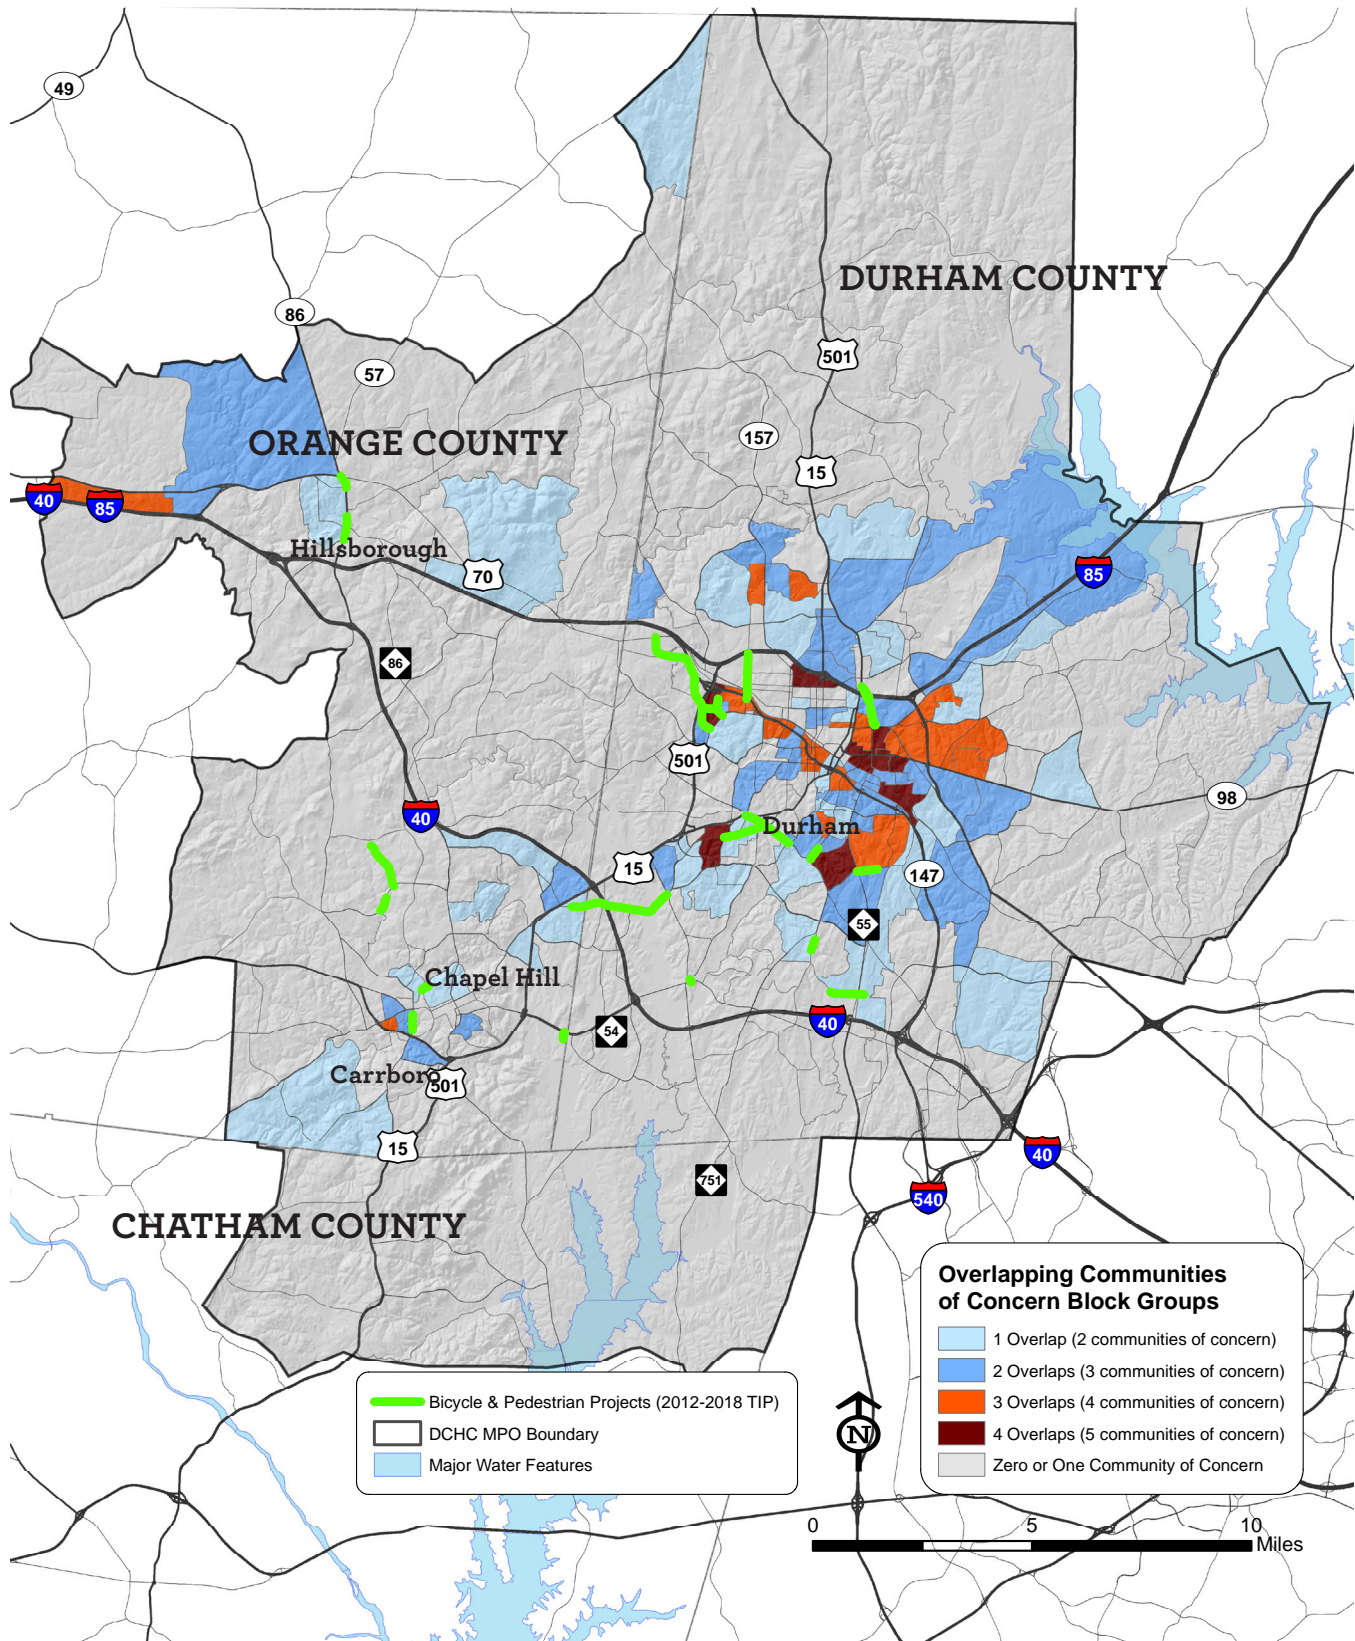 49
DURHAM COUNTY
86
501
57
157
ORANGE COUNTY
15
40
85
Hillsborough
70
85
86
501
98
40
Durham
15
147
55
Chapel Hill
40
54
Carrboro
501
15
40
751
540
CHATHAM COUNTY
Overlapping Communities
of Concern Block Groups
1 Overlap (2 communities of concern)
2 Overlaps (3 communities of concern)
3 Overlaps (4 communities of concern)
4 Overlaps (5 communities of concern)
Zero or One Community of Concern
Bicycle & Pedestrian Projects (2012-2018 TIP)
DCHC MPO Boundary
Major Water Features
N
0 5 10
Miles